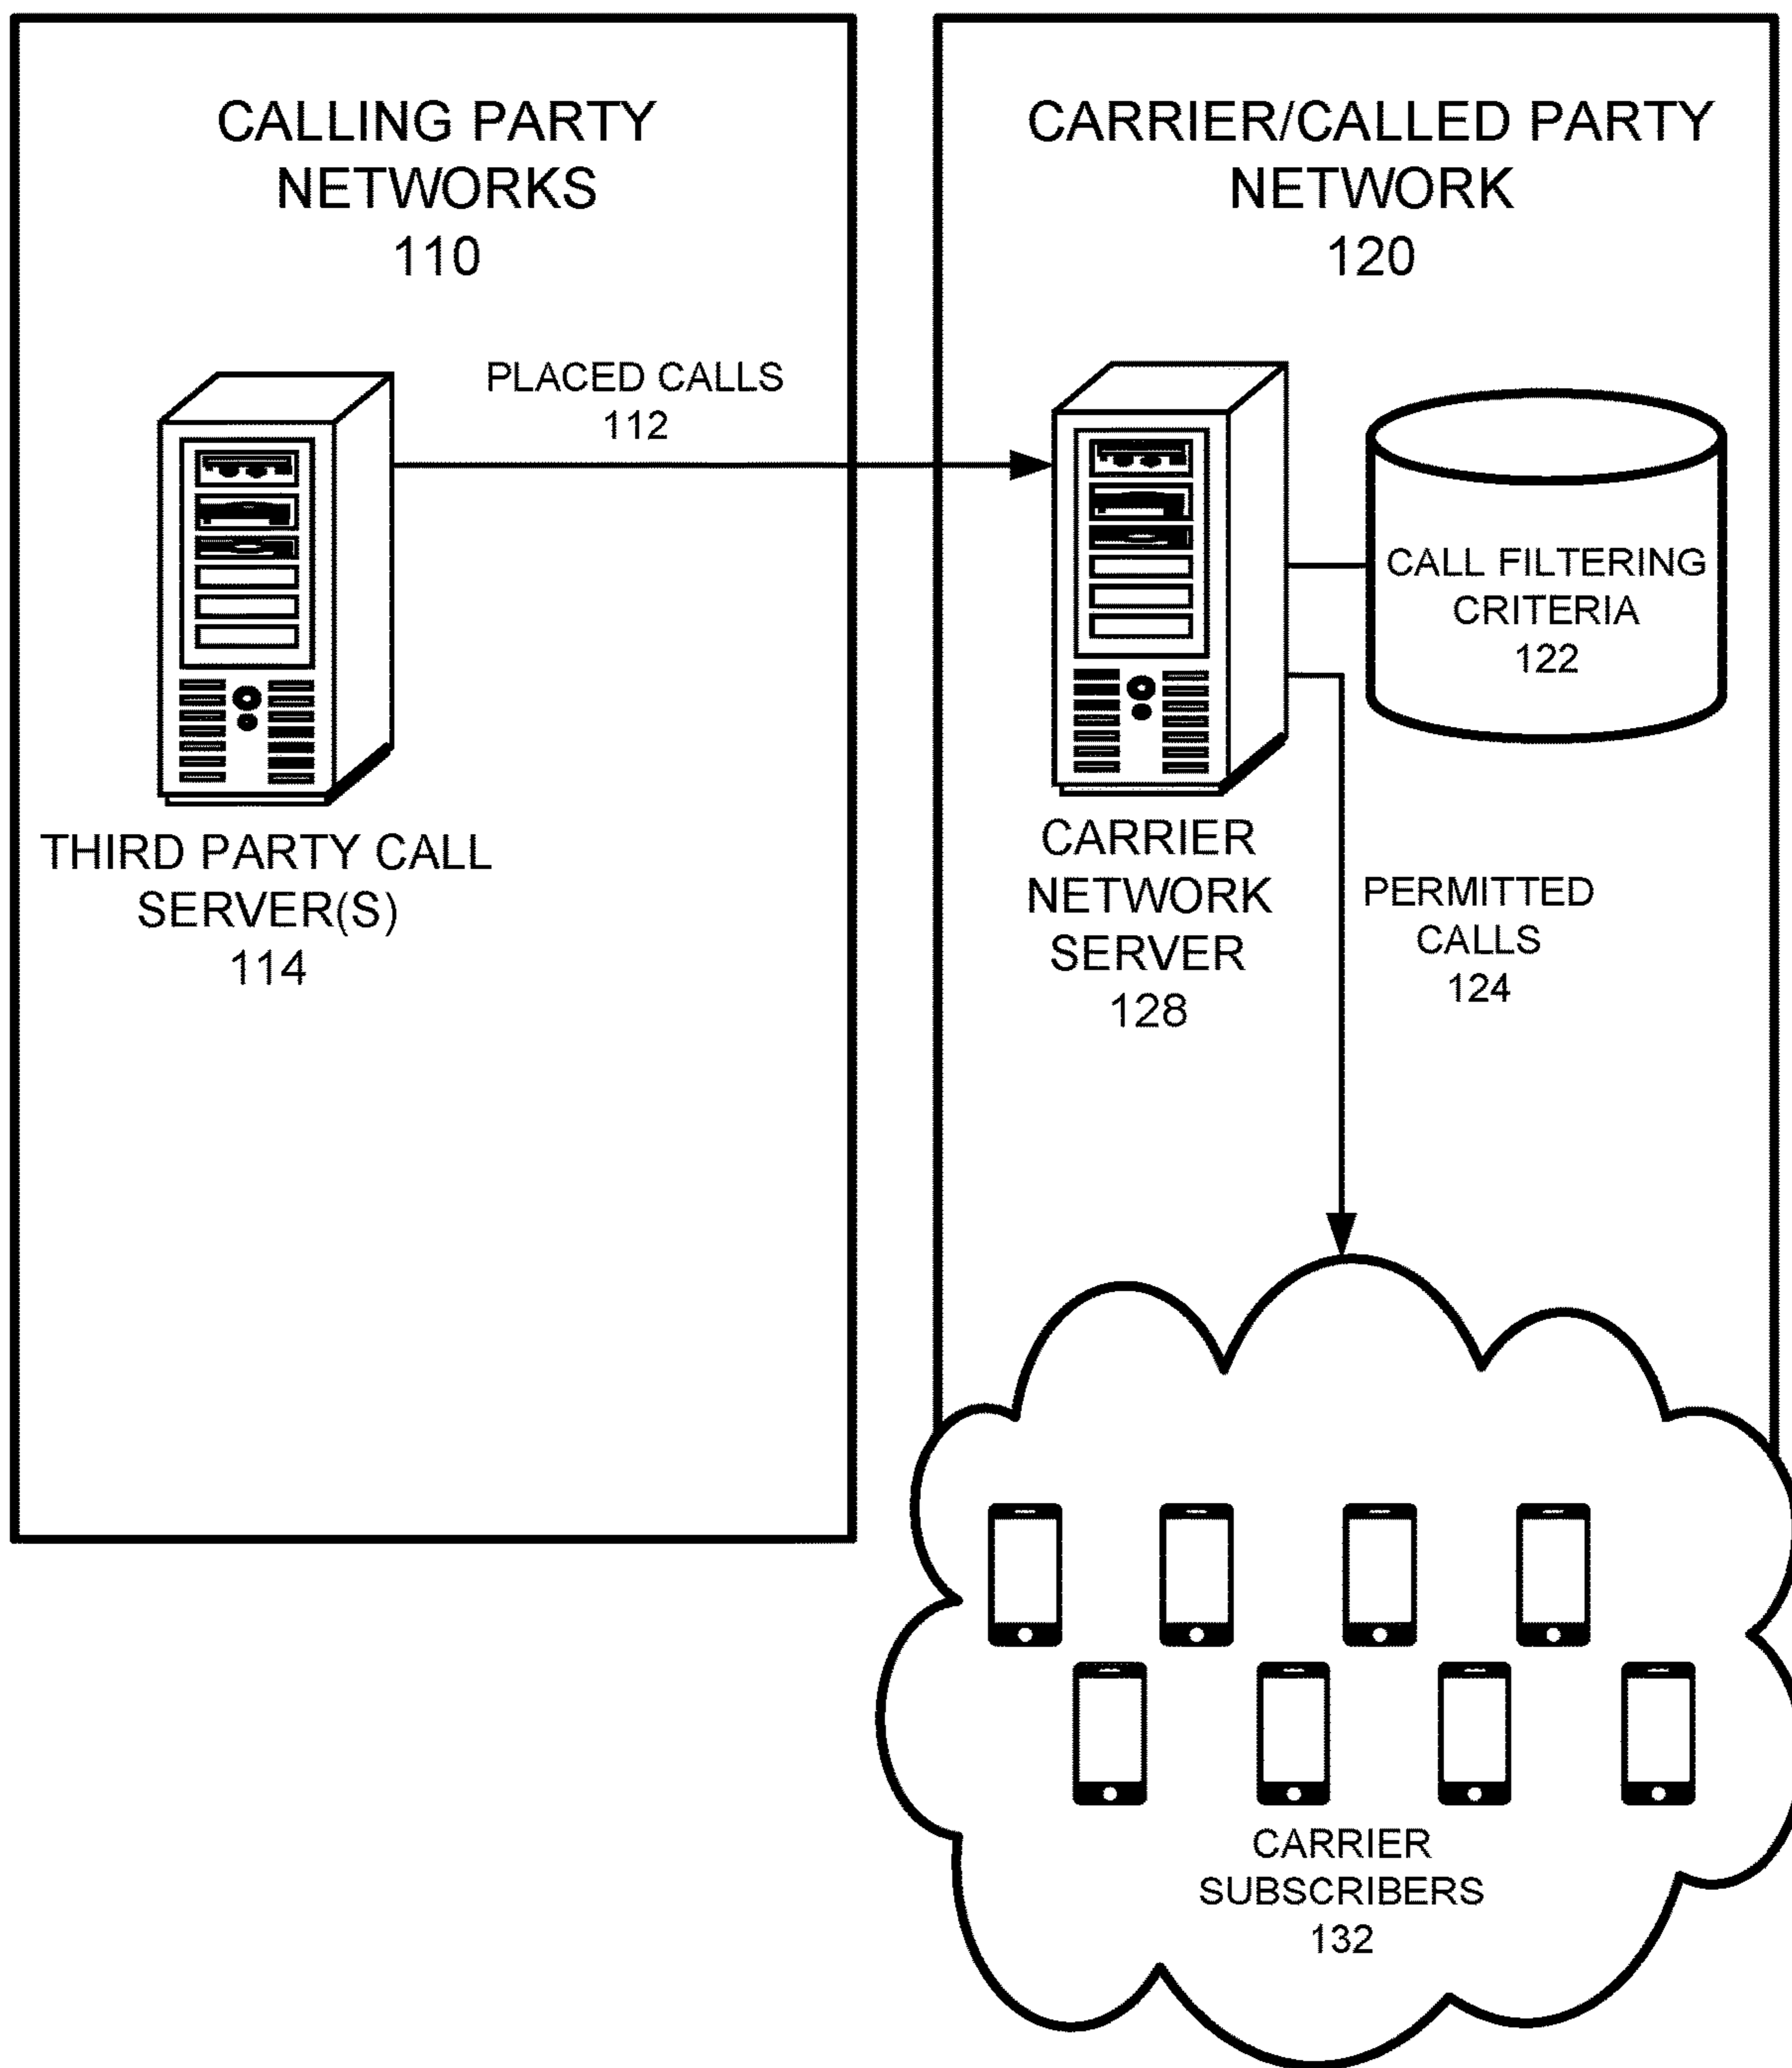 CALLING PARTY
NETWORKS
110
CARRIER/CALLED PARTY
NETWORK
120
PLACED CALLS
112
CALL FILTERING
CRITERIA
122
THIRD PARTY CALL
SERVER(S)
114
CARRIER
NETWORK
SERVER
128
PERMITTED
CALLS
124
CARRIER
SUBSCRIBERS
132